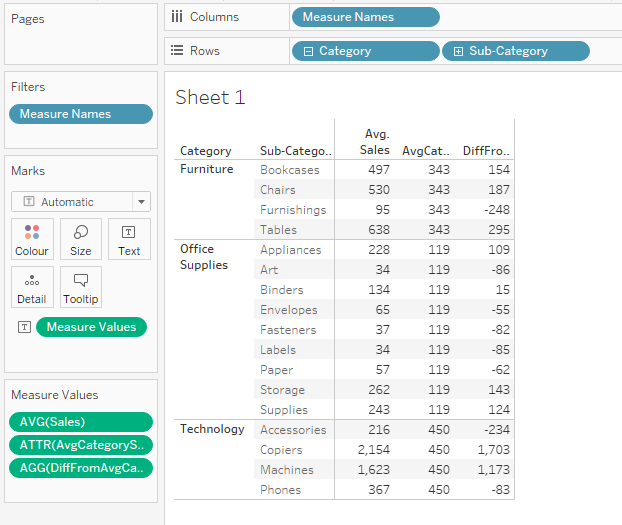 Pages
Columns
Measure Names
Rows
Category
Sub-Category
Filters
Measure Names
Marks
Automatic
Colour
Size
Text
Detail
Tooltip
Measure Values
Measure Values
AVG(Sales)
ATTR(AvgCategoryS..
AGG(DiffFromAvgCa..
Sheet 1
Category Sub-Catego.. Avg. Sales AvgCat.. DiffFro..
Furniture Bookcases 497 343 154
Chairs 530 343 187
Furnishings 95 343 -248
Tables 638 343 295
Office Supplies Appliances 228 119 109
Art 34 119 -86
Binders 134 119 15
Envelopes 65 119 -55
Fasteners 37 119 -82
Labels 34 119 -85
Paper 57 119 -62
Storage 262 119 143
Supplies 243 119 124
Technology Accessories 216 450 -234
Copiers 2,154 450 1,703
Machines 1,623 450 1,173
Phones 367 450 -83